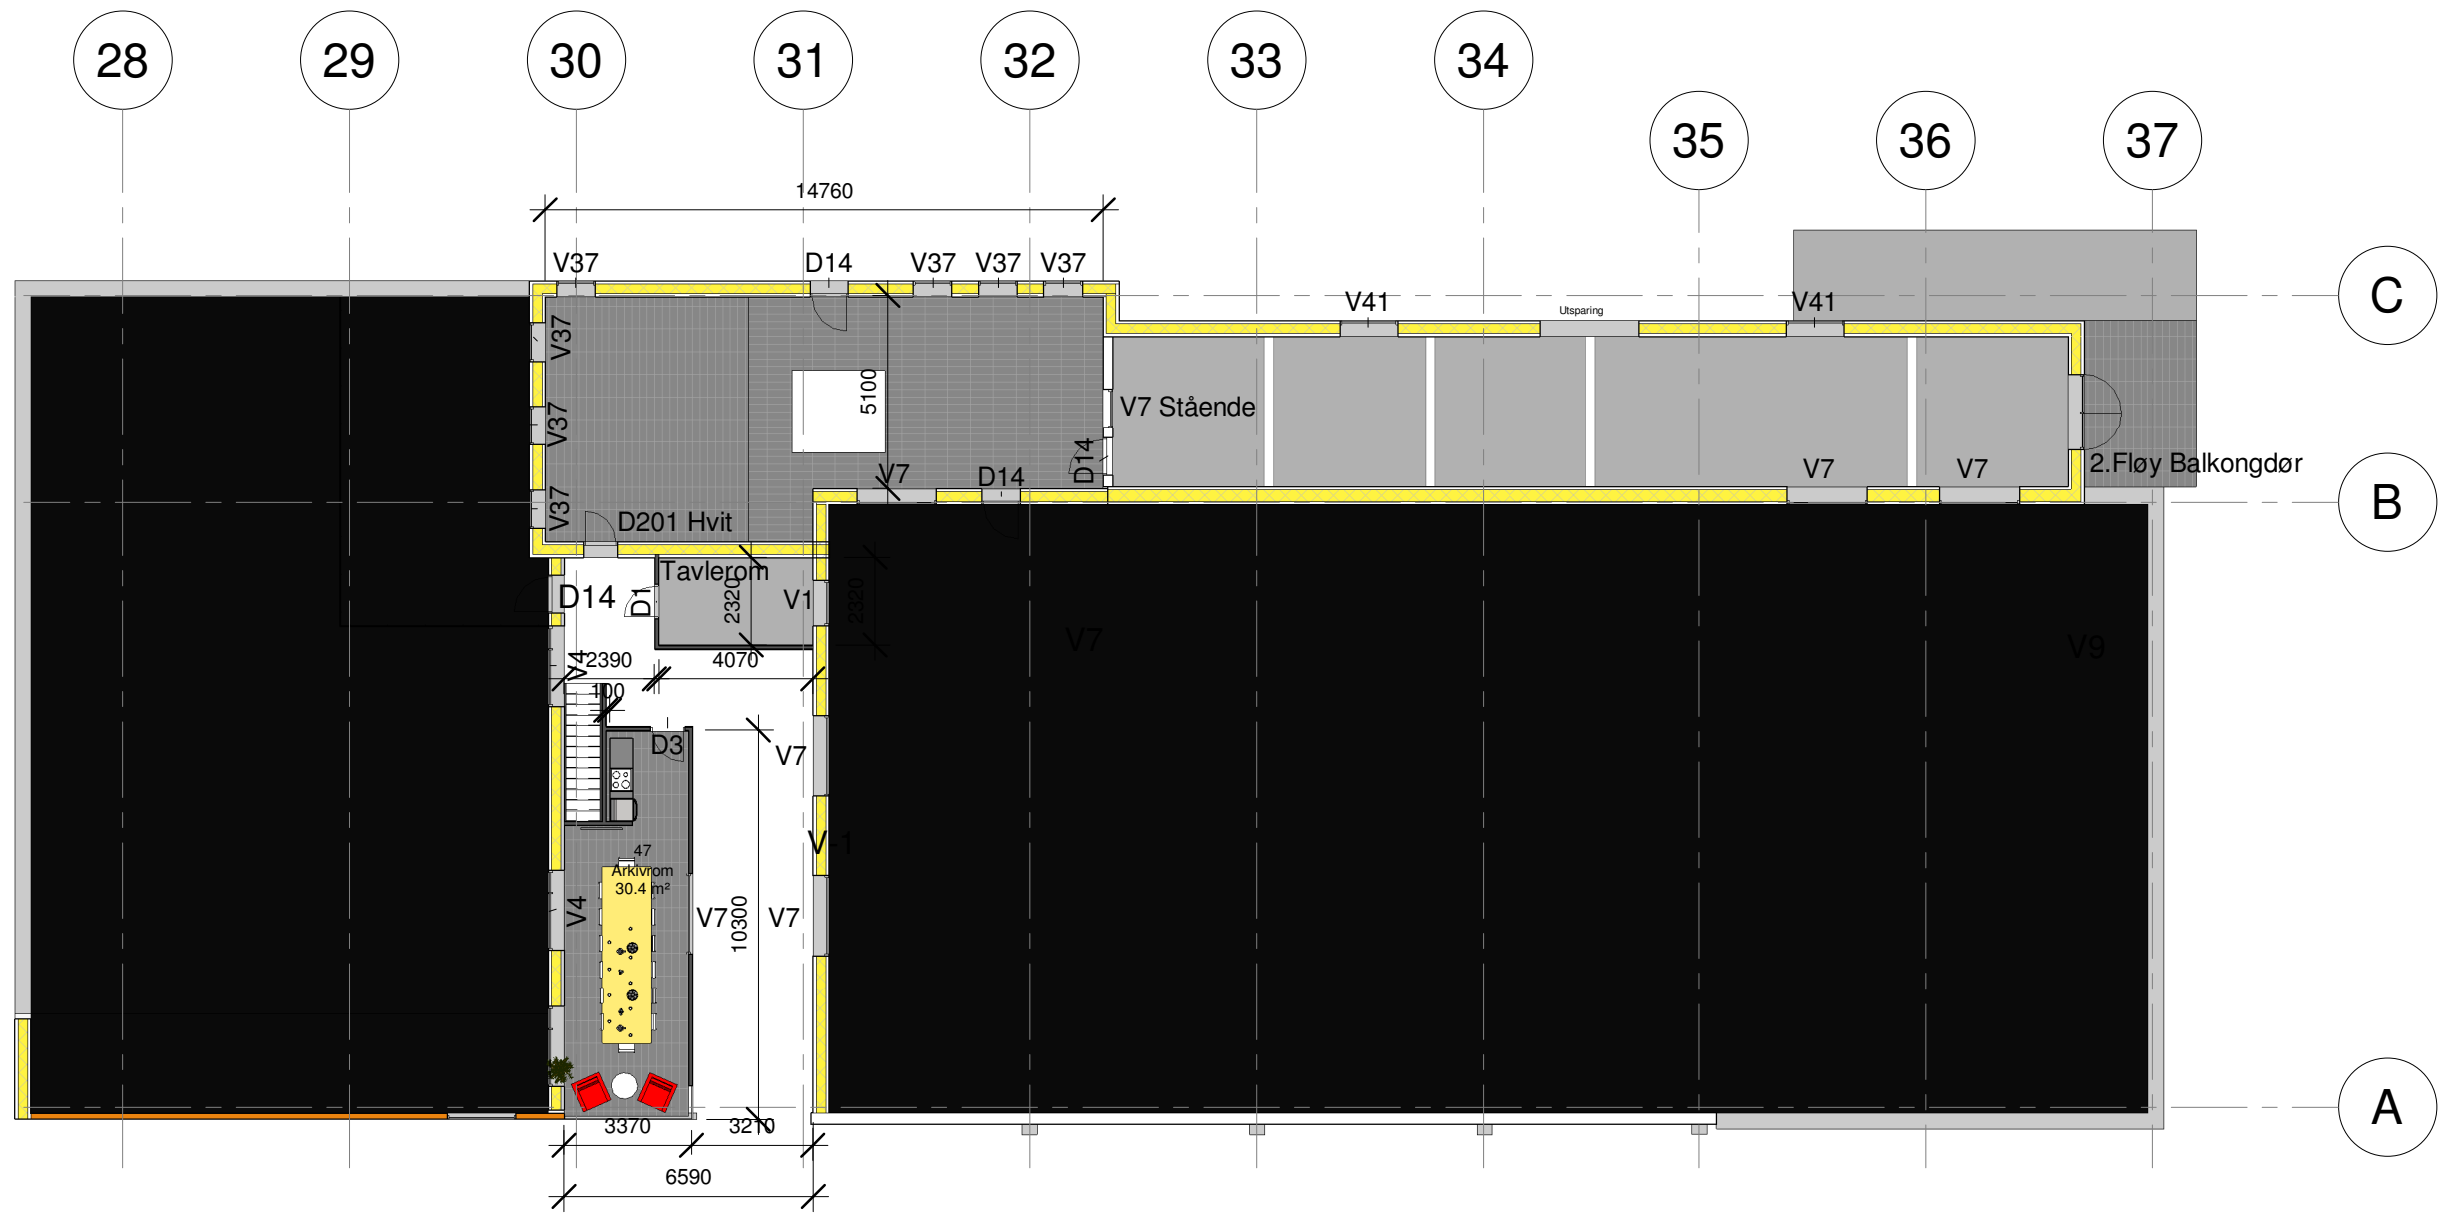 28
29
30
31
32
33
34
35
36
37
14760
V37
D14
V37
V37
V37
C
V41
Utsparing
V41
V37
5100
V7 Stående
V37
D14
V7
D14
V7
V7
2.Fløy Balkongdør
V37
D201 Hvit
B
Tavlerom
D14
D1
2320
V1
2320
V7
V9
V4
2390
4070
100
D3
V7
V-1
47
Arkivrom
30.4 m²
V4
V7
10300
V7
A
3370
3210
6590